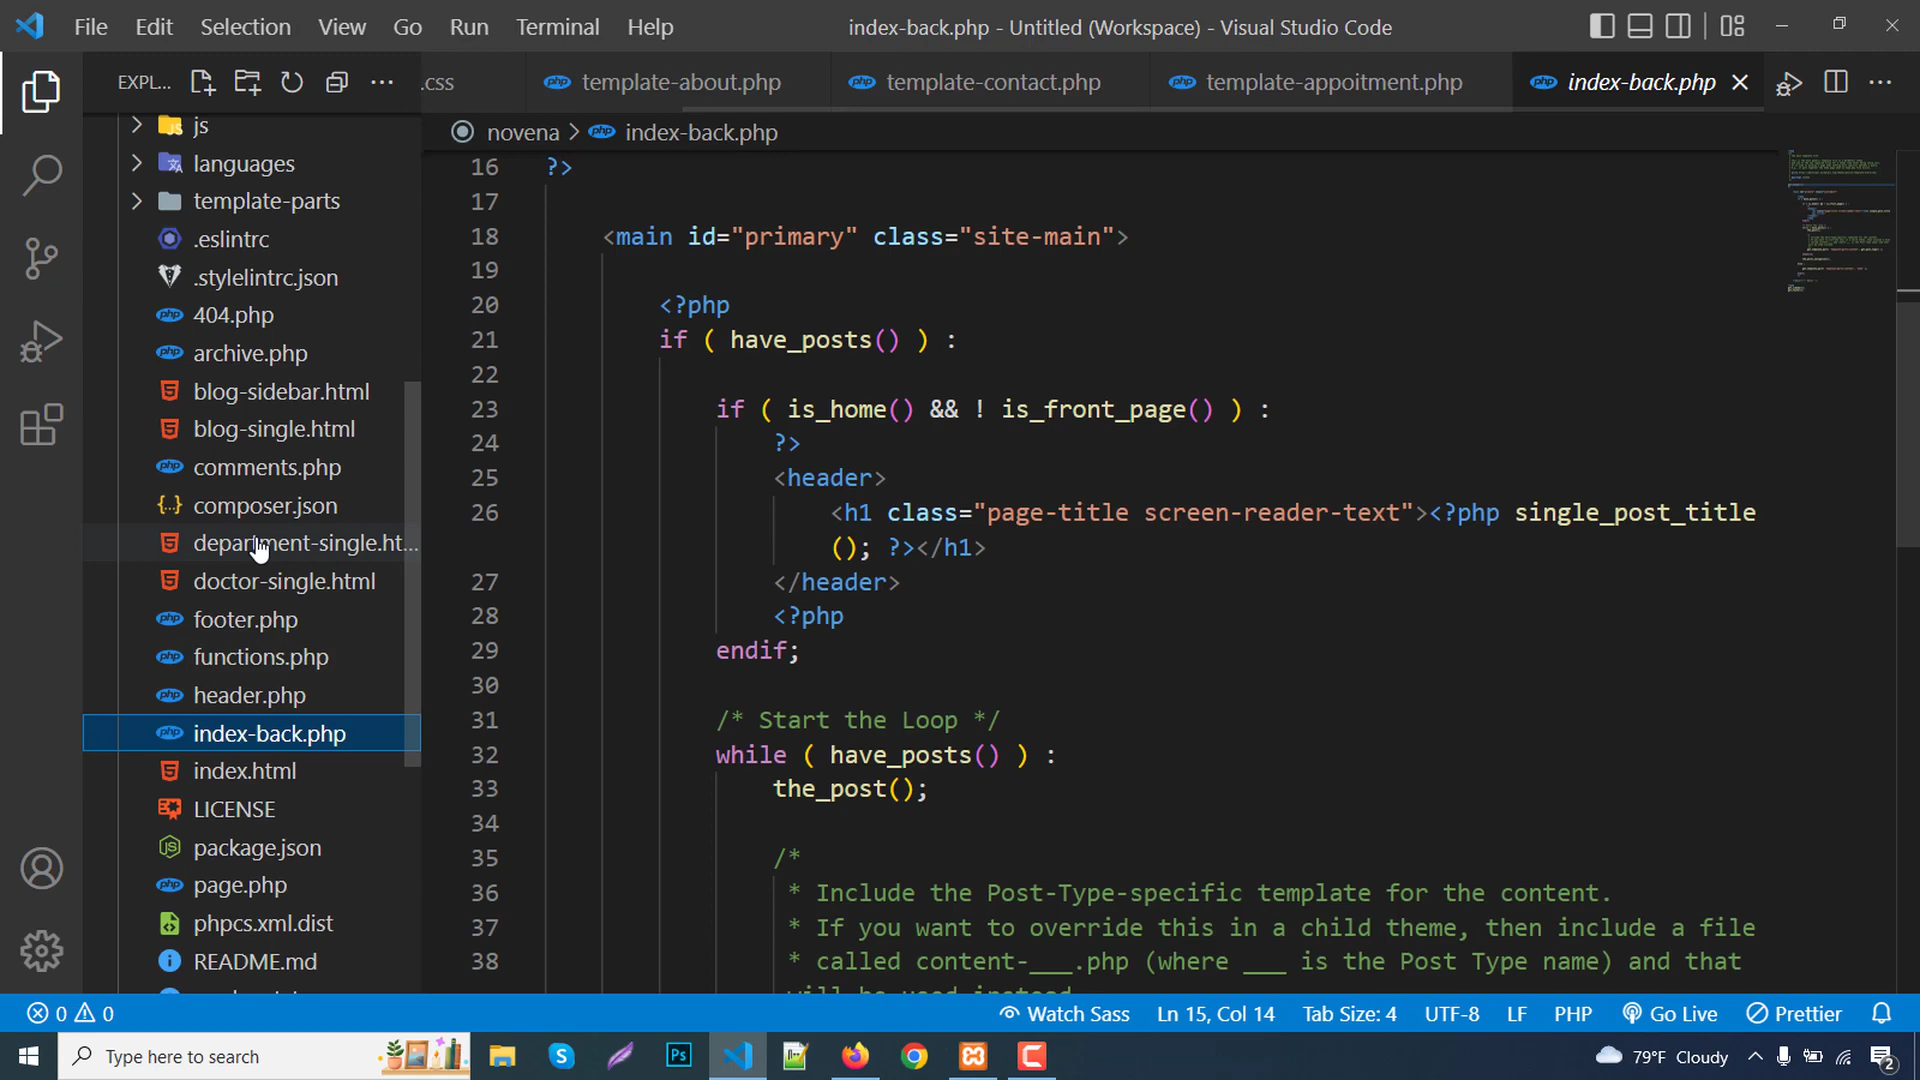 File Edit Selection View Go Run Terminal Help
index-back.php - Untitled (Workspace) - Visual Studio Code
EXPL...
.css
template-about.php
template-contact.php
template-appoitment.php
index-back.php
novena > index-back.php
js
languages
template-parts
.eslintrc
.stylelintrc.json
404.php
archive.php
blog-sidebar.html
blog-single.html
comments.php
composer.json
department-single.ht...
doctor-single.html
footer.php
functions.php
header.php
index-back.php
index.html
LICENSE
package.json
page.php
phpcs.xml.dist
README.md
16 ?>
17
18 <main id="primary" class="site-main">
19
20 <?php
21 if ( have_posts() ) :
22
23 if ( is_home() && ! is_front_page() ) :
24 ?>
25 <header>
26 <h1 class="page-title screen-reader-text"><?php single_post_title
(); ?></h1>
27 </header>
28 <?php
29 endif;
30
31 /* Start the Loop */
32 while ( have_posts() ) :
33 the_post();
34
35 /*
36 * Include the Post-Type-specific template for the content.
37 * If you want to override this in a child theme, then include a file
38 * called content-___.php (where ___ is the Post Type name) and that
will be used instead.
0 0
Watch Sass Ln 15, Col 14 Tab Size: 4 UTF-8 LF PHP Go Live Prettier
Type here to search
79°F Cloudy
2